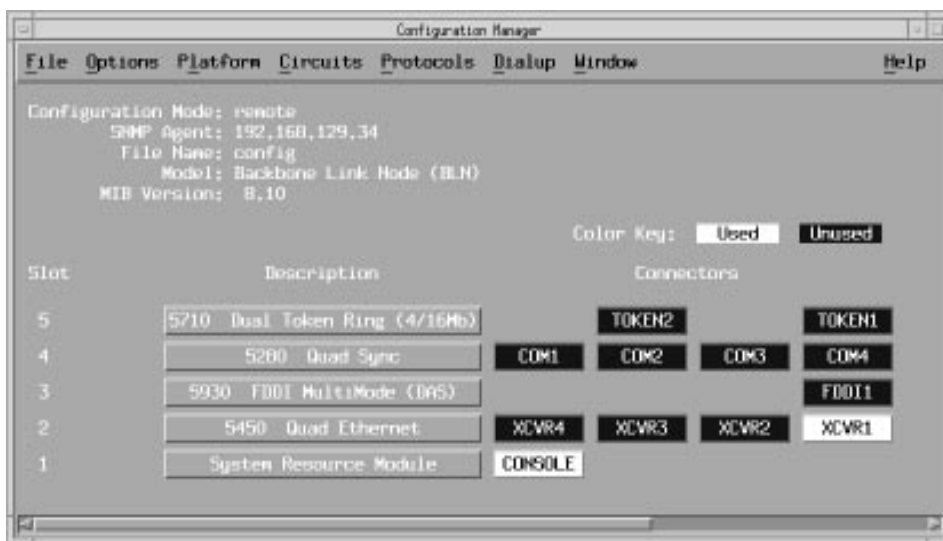 Configuration Manager
File Options Platform Circuits Protocols Dialup Window Help
Configuration Mode: remote
SNMP Agent: 192.168.129.34
File Name: config
Model: Backbone Link Node (BLN)
MIB Version: 8.10
Color Key: Used Unused
Slot Description Connectors
5 5710 Dual Token Ring (4/16Mb) TOKEN2 TOKEN1
4 5280 Quad Sync COM1 COM2 COM3 COM4
3 5930 FDDI MultiMode (DAS) FDDI1
2 5450 Quad Ethernet XCVR4 XCVR3 XCVR2 XCVR1
1 System Resource Module CONSOLE